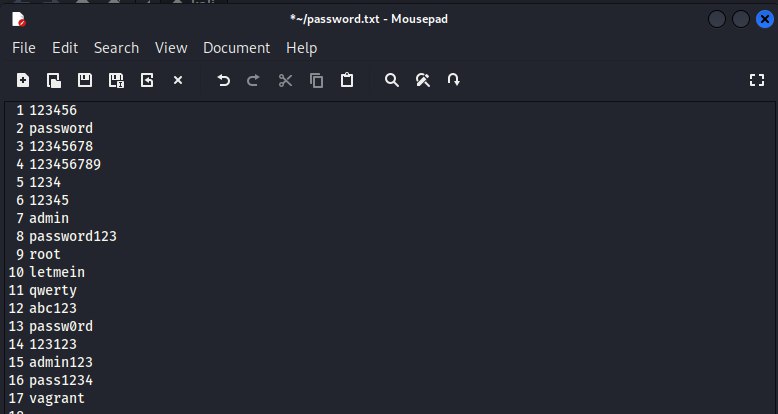 *~/password.txt - Mousepad
File Edit Search View Document Help
1 123456
2 password
3 12345678
4 123456789
5 1234
6 12345
7 admin
8 password123
9 root
10 letmein
11 qwerty
12 abc123
13 passw0rd
14 123123
15 admin123
16 pass1234
17 vagrant